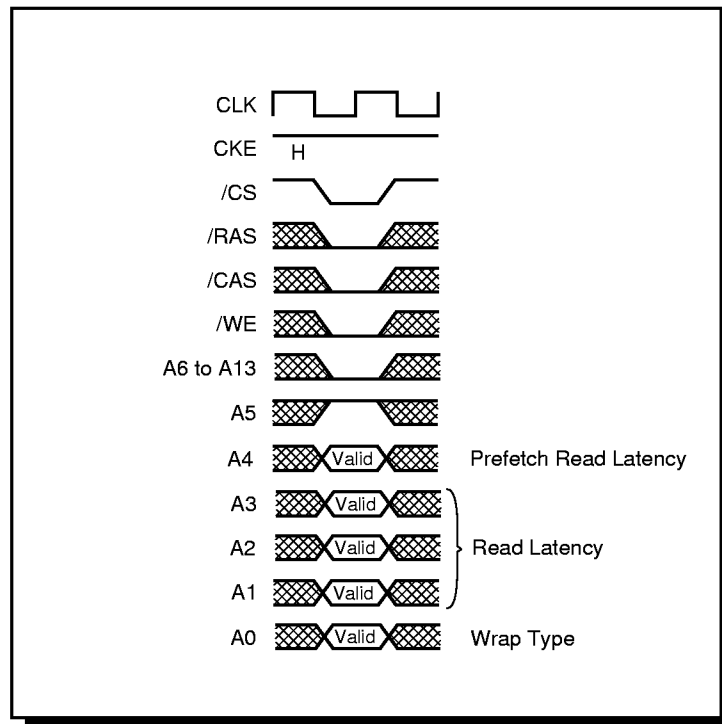 CLK
CKE H
/CS
/RAS
/CAS
/WE
A6 to A13
A5
A4 Valid Prefetch Read Latency
A3 Valid
A2 Valid Read Latency
A1 Valid
A0 Valid Wrap Type